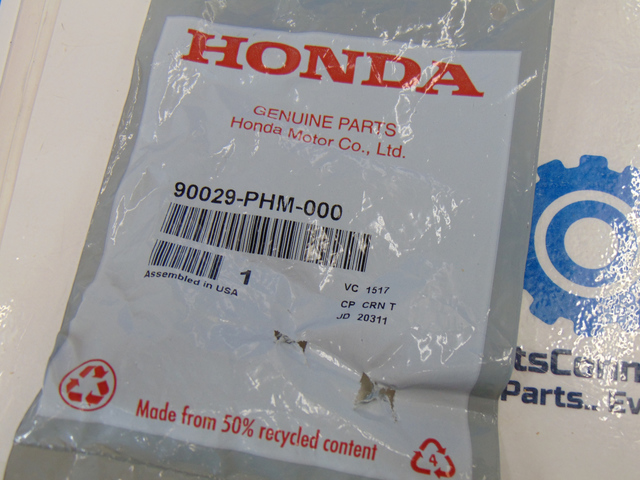 HONDA
GENUINE PARTS
Honda Motor Co., Ltd.
90029-PHM-000
1
VC 1517
Assembled in USA
CP CRN T
JD 20311
tsConn
Parts.. Ev
Made from 50% recycled content
4